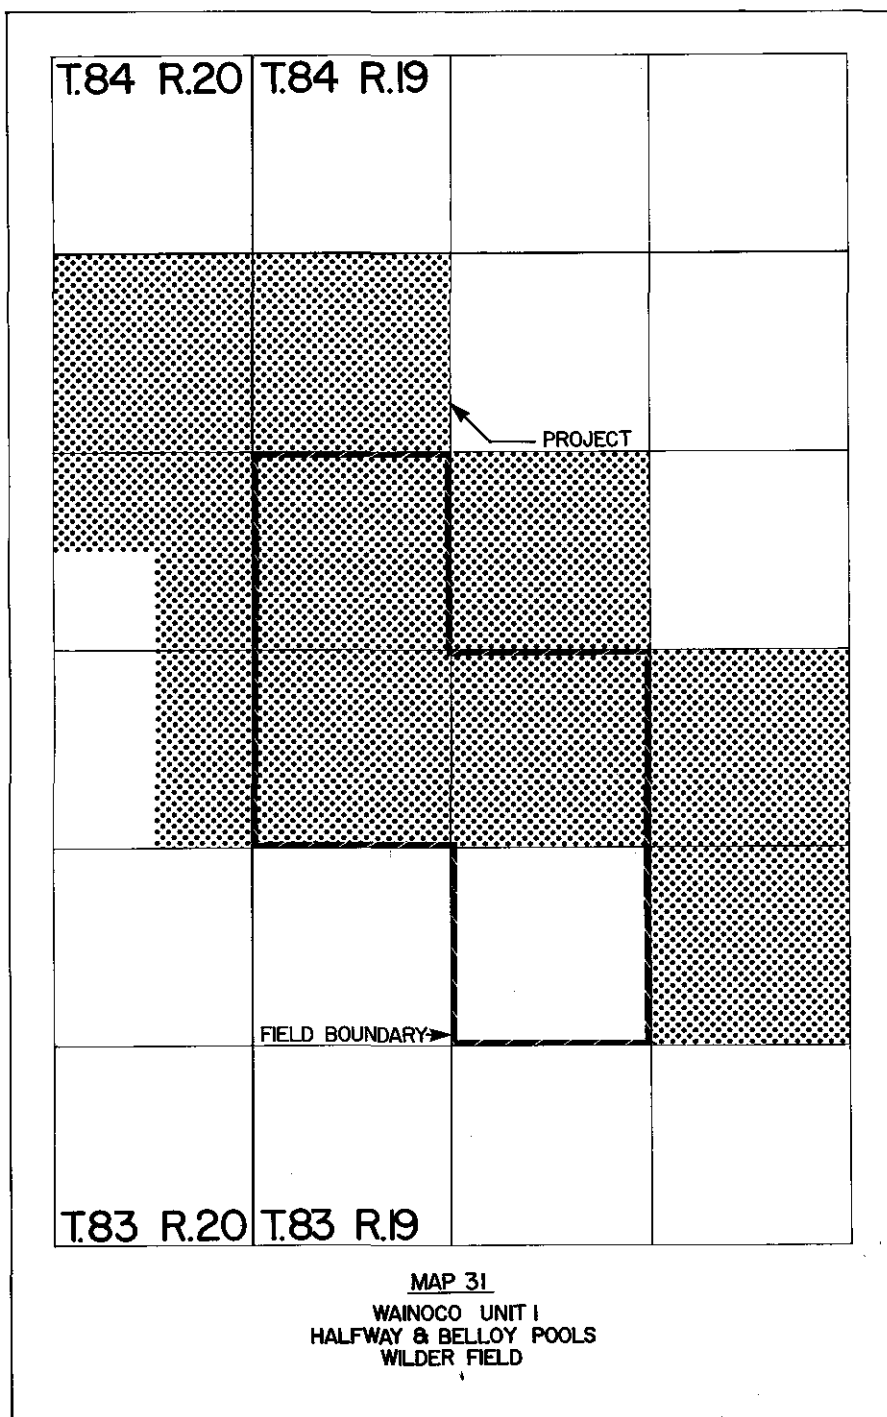 T.84 R.20 T.84 R.19
PROJECT
FIELD BOUNDARY
T.83 R.20 T.83 R.19
MAP 31
WAINOCO UNIT 1
HALFWAY & BELLOY POOLS
WILDER FIELD